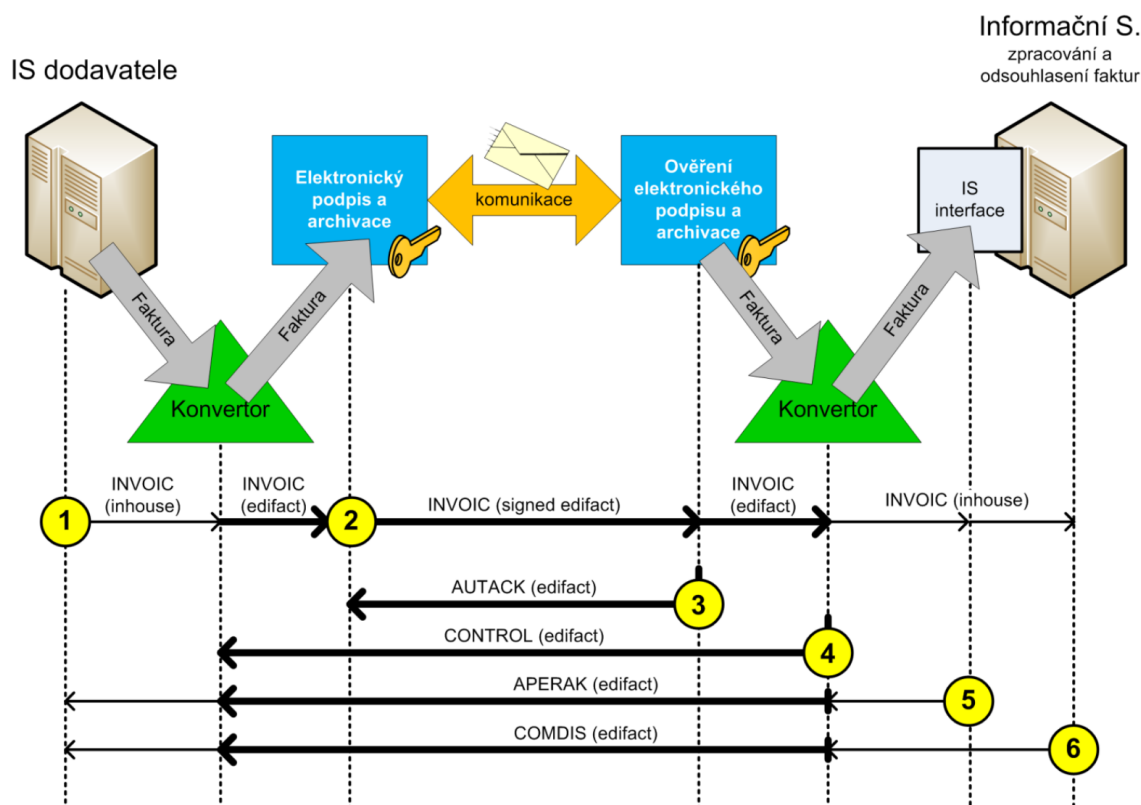 Informační S.
zpracování a
odsouhlasení faktur
IS dodavatele
Elektronický
podpis a
archivace
komunikace
Ověření
elektronického
podpisu a
archivace
IS
interface
Faktura
Faktura
Faktura
Faktura
Konvertor
Konvertor
INVOIC
(inhouse)
INVOIC
(edifact)
INVOIC (signed edifact)
INVOIC
(edifact)
INVOIC (inhouse)
1
2
AUTACK (edifact)
3
CONTROL (edifact)
4
APERAK (edifact)
5
COMDIS (edifact)
6